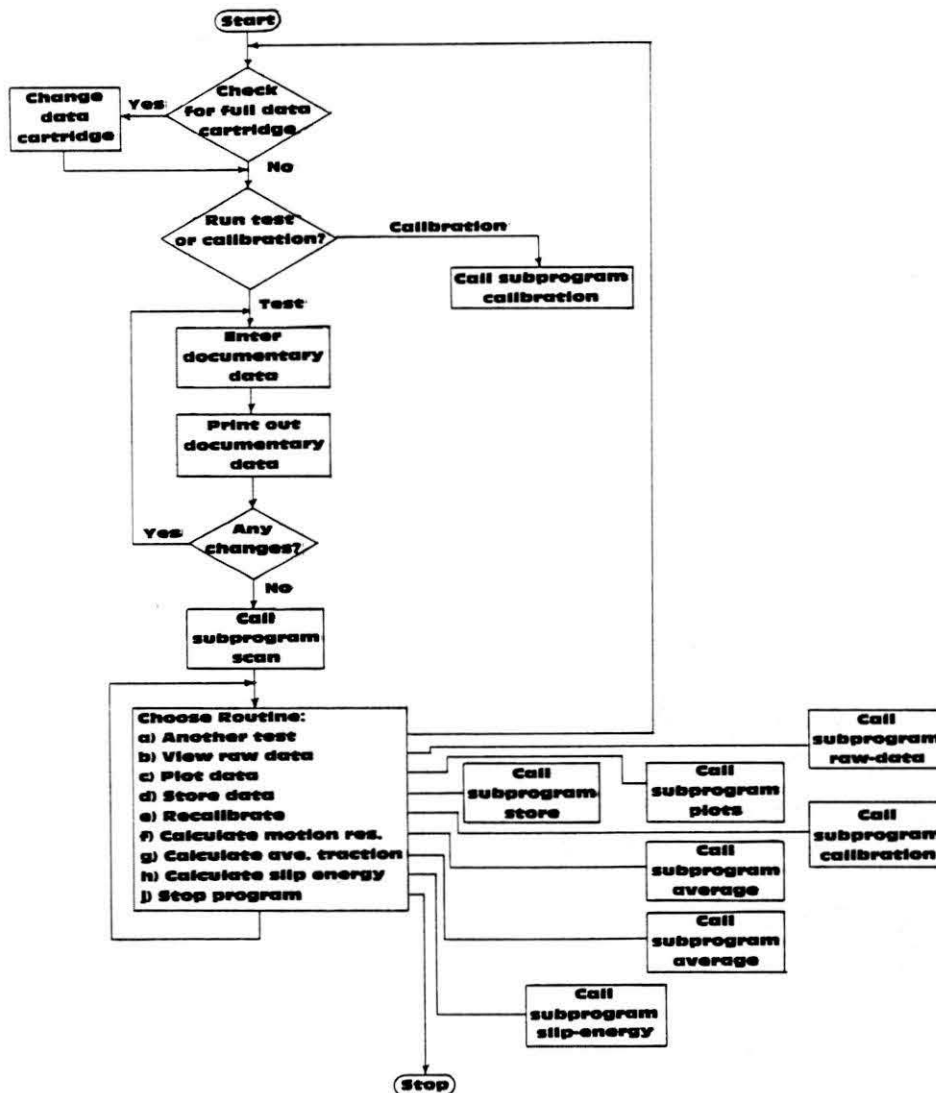 Start
Check
for full data
cartridge
Yes
Change
data
cartridge
No
Run test
or calibration?
Calibration
Call subprogram
calibration
Test
Enter
documentary
data
Print out
documentary
data
Any
changes?
Yes
No
Call
subprogram
scan
Choose Routine:
a) Another test
b) View raw data
c) Plot data
d) Store data
e) Recalibrate
f) Calculate motion res.
g) Calculate ave. traction
h) Calculate slip energy
j) Stop program
Call
subprogram
raw-data
Call
subprogram
plots
Call
subprogram
store
Call
subprogram
calibration
Call
subprogram
average
Call
subprogram
average
Call
subprogram
slip-energy
Stop